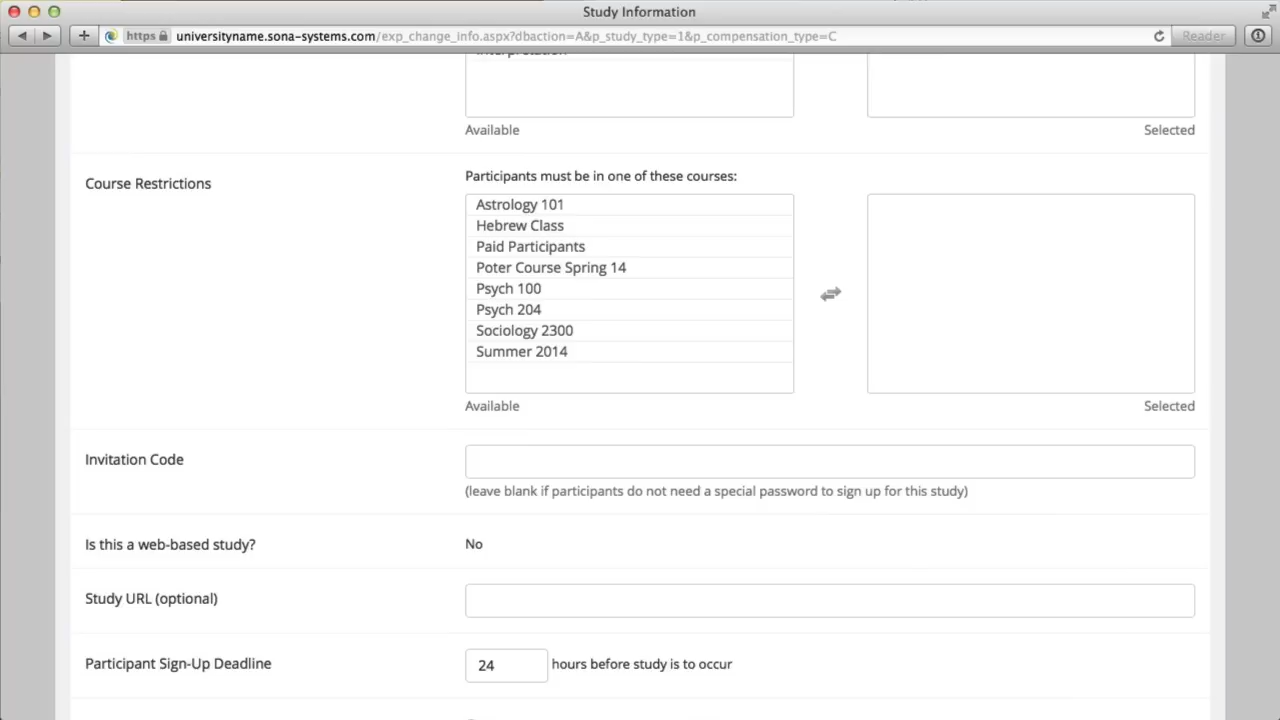 Study Information
https universityname.sona-systems.com/exp_change_info.aspx?dbaction=A&p_study_type=1&p_compensation_type=C
Reader
Interpretation
Available
Selected
Course Restrictions
Participants must be in one of these courses:
Astrology 101
Hebrew Class
Paid Participants
Poter Course Spring 14
Psych 100
Psych 204
Sociology 2300
Summer 2014
Available
Selected
Invitation Code
(leave blank if participants do not need a special password to sign up for this study)
Is this a web-based study?
No
Study URL (optional)
Participant Sign-Up Deadline
24 hours before study is to occur